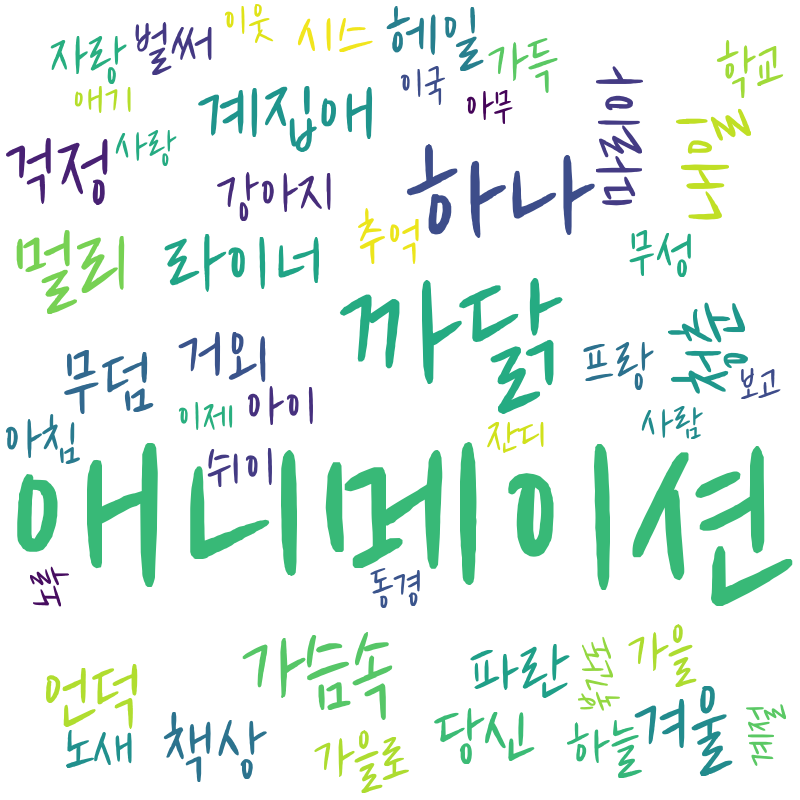 이웃
자랑
벌써
시스
헤일
가득
학교
얘기
이국
아무
계집애
마리아
내일
걱정
사랑
강아지
하나
추억
멀리
라이너
무성
까닭
청춘
무덤
거외
프랑
보고
이제
아이
아침
잔디
사람
쉬이
애니메이션
노루
동경
언덕
가슴속
파란
가을
노새
책상
가을로
당신
하늘
겨울